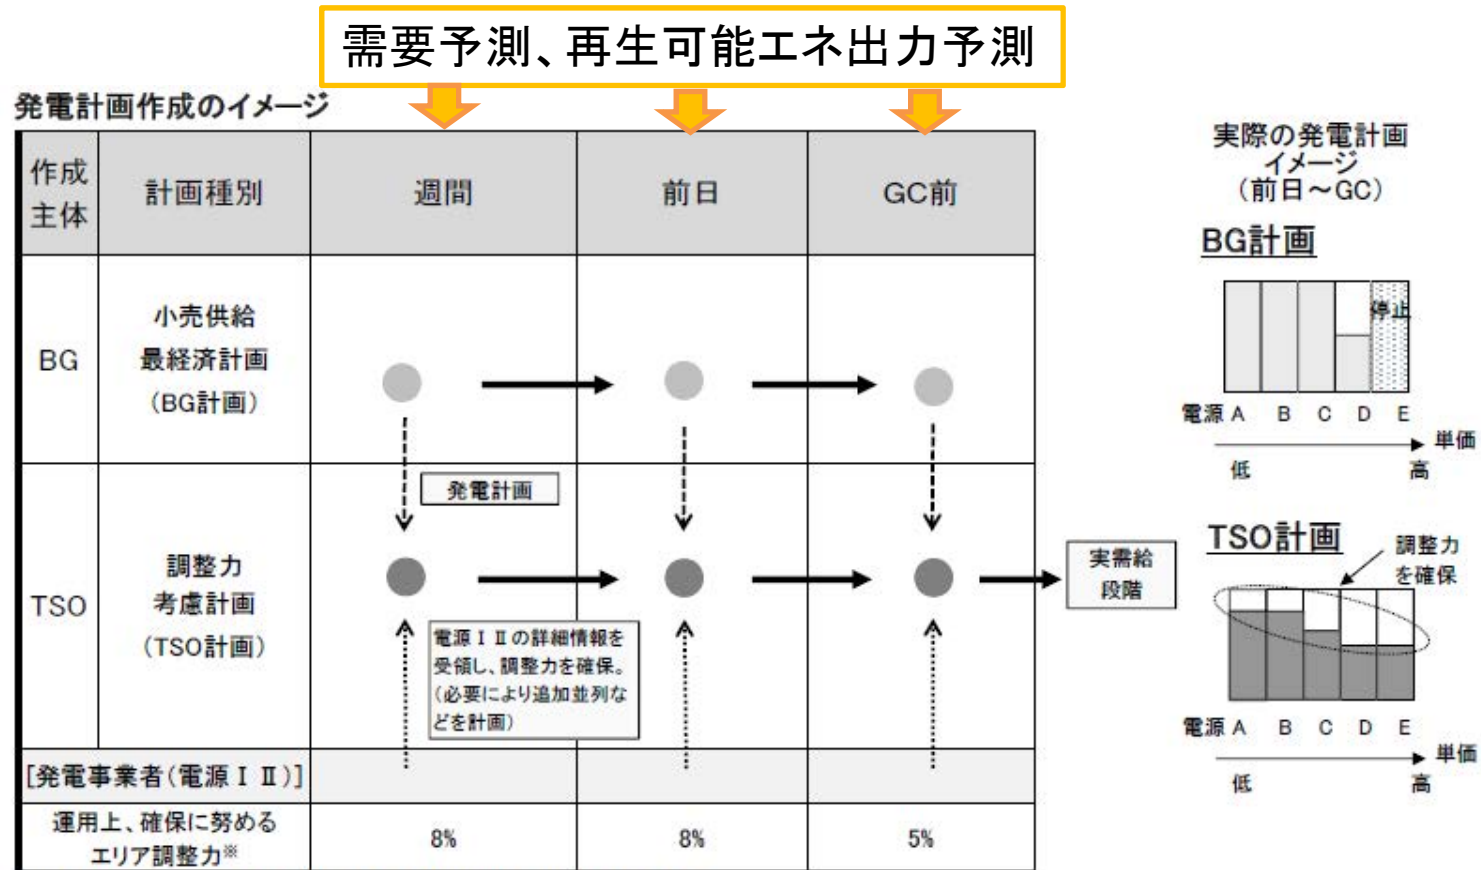 需要予測、再生可能エネ出力予測
発電計画作成のイメージ
作成
主体
計画種別
週間
前日
GC前
BG
小売供給
最経済計画
(BG計画)
発電計画
TSO
調整力
考慮計画
(TSO計画)
電源ⅠⅡの詳細情報を
受領し、調整力を確保。
(必要により追加並列な
どを計画)
実需給
段階
[発電事業者(電源ⅠⅡ)]
運用上、確保に努める
エリア調整力※
8%
8%
5%
実際の発電計画
イメージ
(前日～GC)
BG計画
停止
電源 A B C D E
単価
低 高
TSO計画
調整力
を確保
電源 A B C D E
単価
低 高